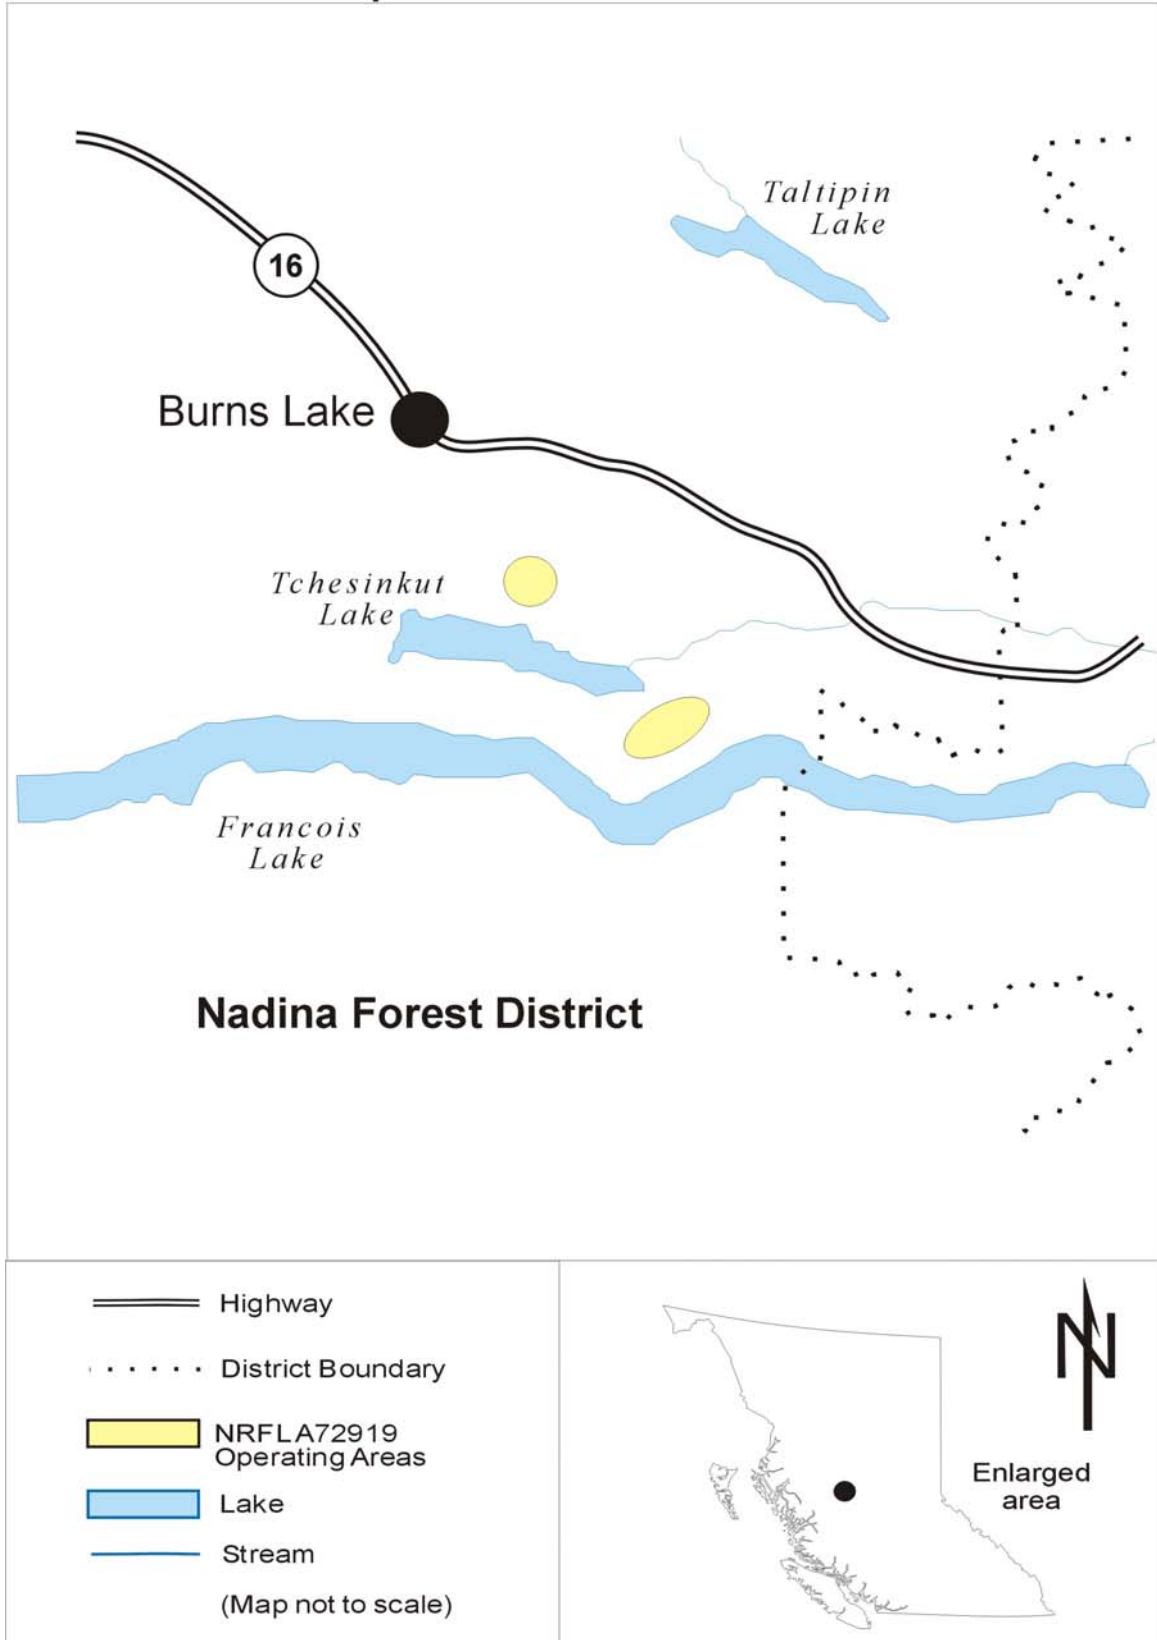 Taltipin
Lake
16
Burns Lake
Tchesinkut
Lake
Francois
Lake
Nadina Forest District
Highway
District Boundary
NRFLA72919
Operating Areas
Lake
Stream
(Map not to scale)
N
Enlarged
area